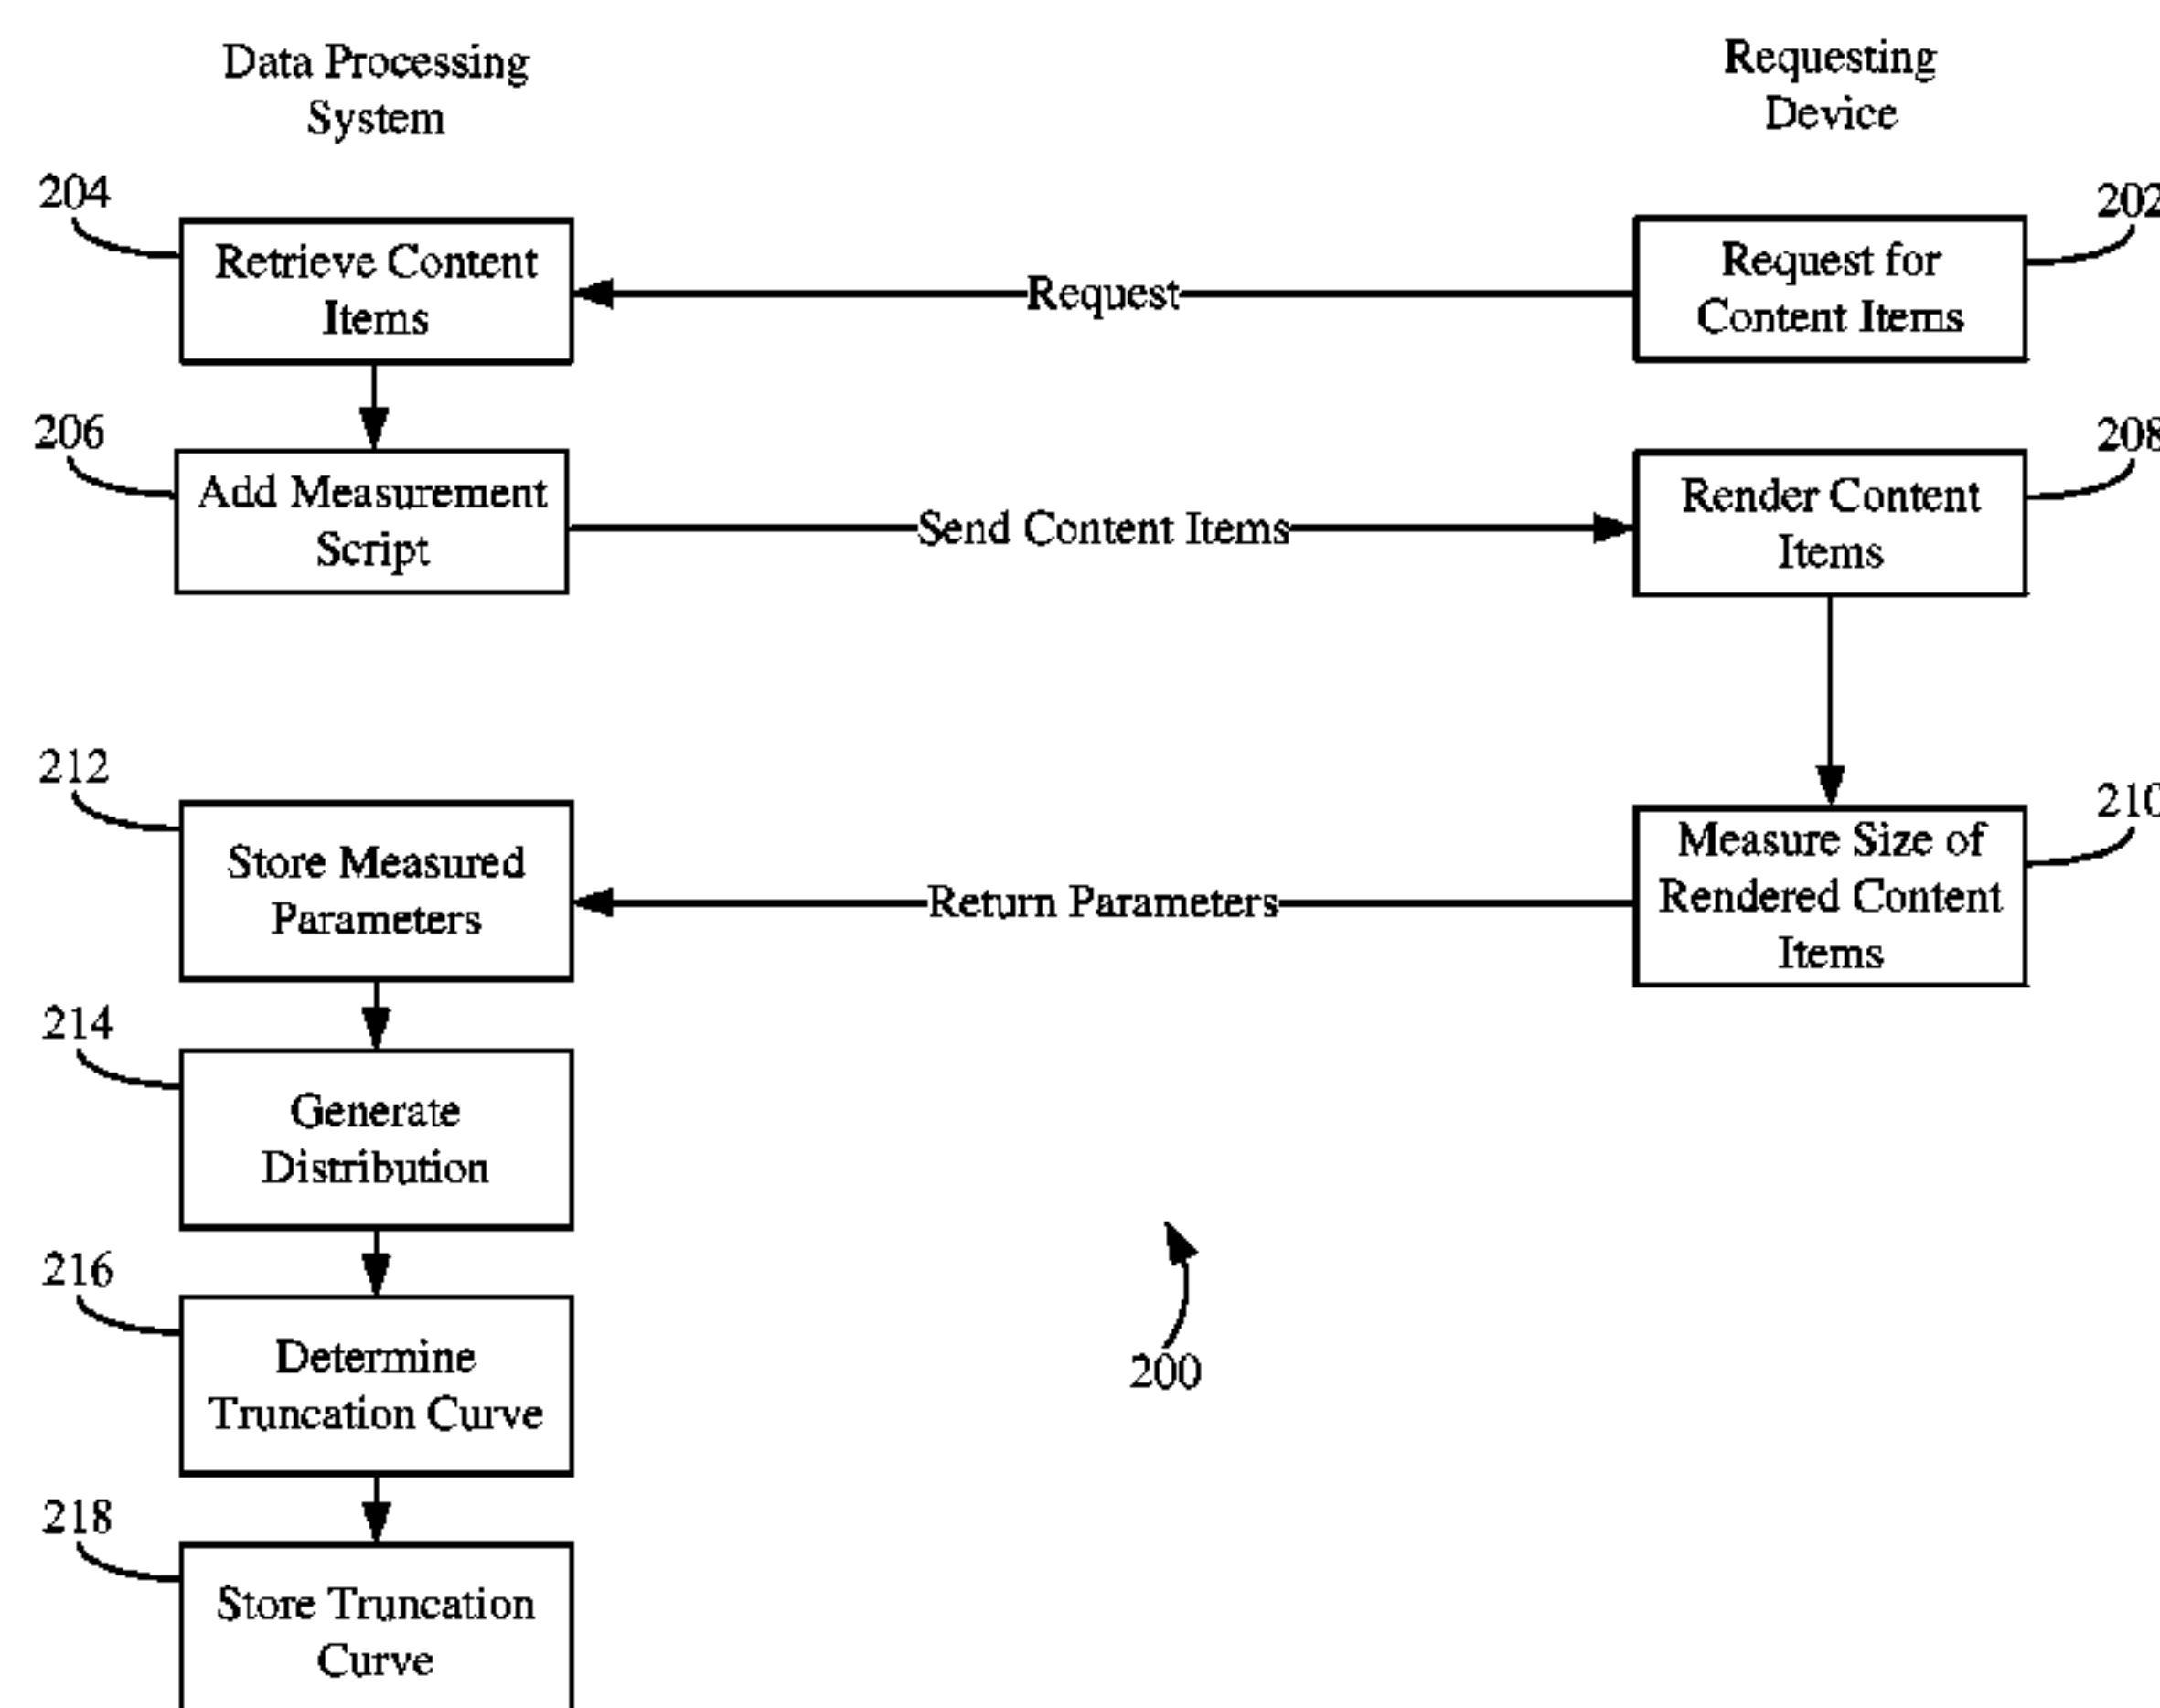 Data Processing
System
Requesting
Device
204
202
Retrieve Content
Items
Request
Request for
Content Items
206
208
Add Measurement
Script
Send Content Items
Render Content
Items
212
210
Store Measured
Parameters
Return Parameters
Measure Size of
Rendered Content
Items
214
Generate
Distribution
216
Determine
Truncation Curve
200
218
Store Truncation
Curve